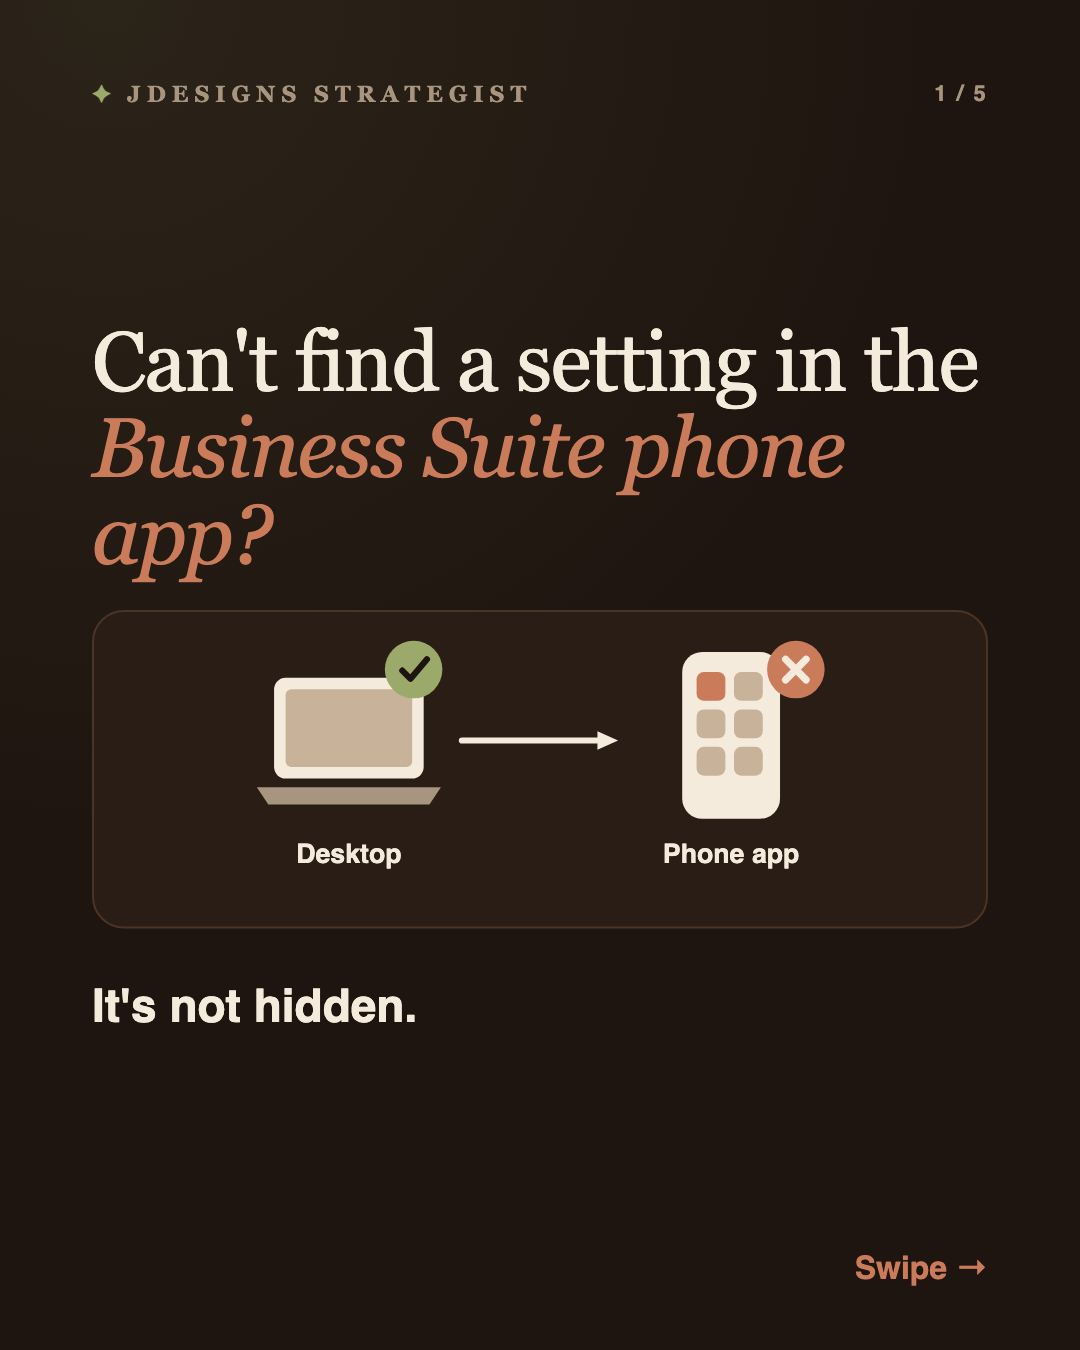 ✦ JDESIGNS STRATEGIST
1 / 5
Can't find a setting in the
Business Suite phone
app?
Desktop
Phone app
It's not hidden.
Swipe →